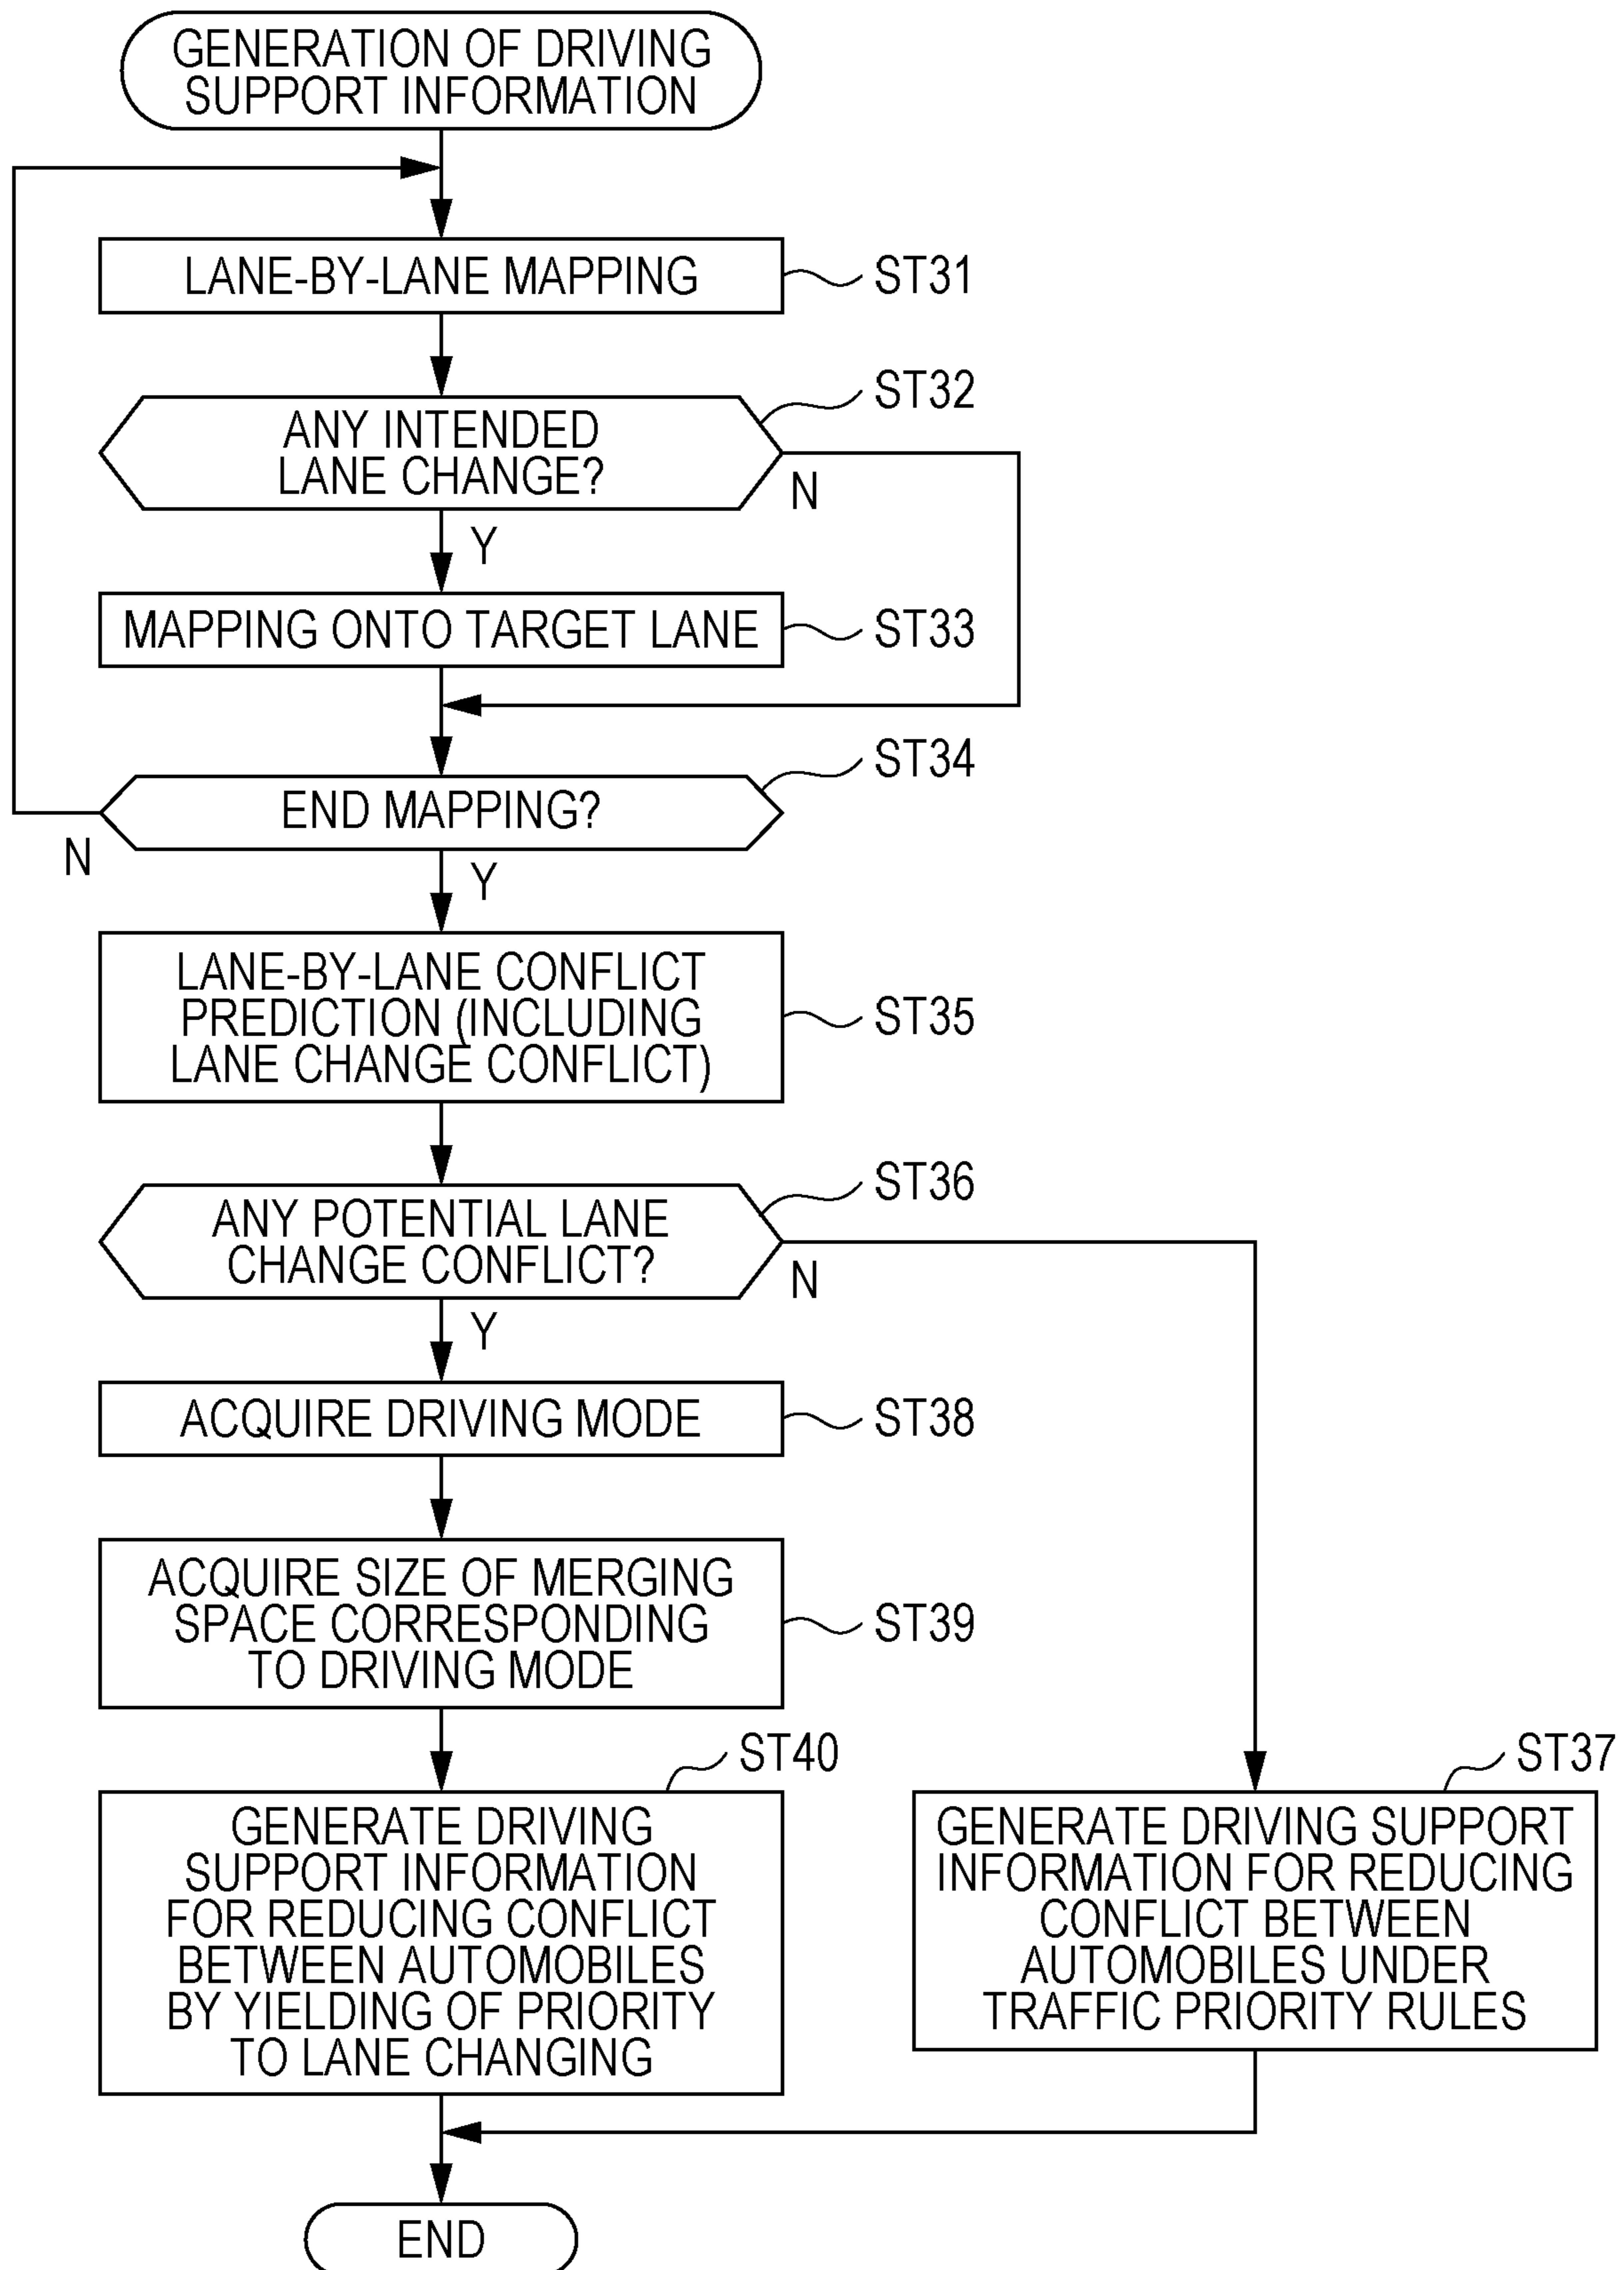 GENERATION OF DRIVING
SUPPORT INFORMATION
LANE-BY-LANE MAPPING
ST31
ANY INTENDED
LANE CHANGE?
ST32
N
Y
MAPPING ONTO TARGET LANE
ST33
END MAPPING?
ST34
N
Y
LANE-BY-LANE CONFLICT
PREDICTION (INCLUDING
LANE CHANGE CONFLICT)
ST35
ANY POTENTIAL LANE
CHANGE CONFLICT?
ST36
N
Y
ACQUIRE DRIVING MODE
ST38
ACQUIRE SIZE OF MERGING
SPACE CORRESPONDING
TO DRIVING MODE
ST39
ST40
GENERATE DRIVING
SUPPORT INFORMATION
FOR REDUCING CONFLICT
BETWEEN AUTOMOBILES
BY YIELDING OF PRIORITY
TO LANE CHANGING
ST37
GENERATE DRIVING SUPPORT
INFORMATION FOR REDUCING
CONFLICT BETWEEN
AUTOMOBILES UNDER
TRAFFIC PRIORITY RULES
END